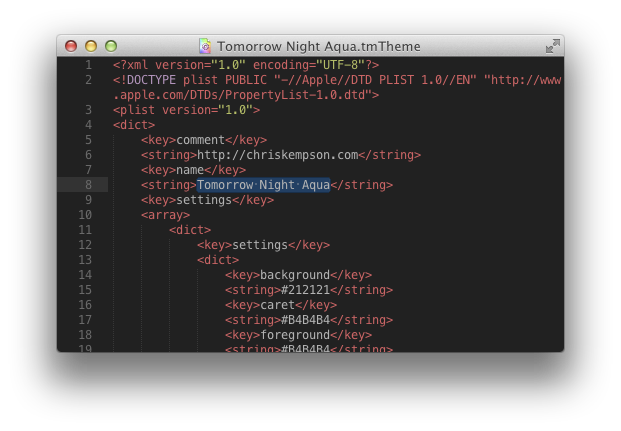 Tomorrow Night Aqua.tmTheme
1 <?xml version="1.0" encoding="UTF-8"?>
2 <!DOCTYPE plist PUBLIC "-//Apple//DTD PLIST 1.0//EN" "http://www
.apple.com/DTDs/PropertyList-1.0.dtd">
3 <plist version="1.0">
4 <dict>
5 <key>comment</key>
6 <string>http://chriskempson.com</string>
7 <key>name</key>
8 <string>Tomorrow Night Aqua</string>
9 <key>settings</key>
10 <array>
11 <dict>
12 <key>settings</key>
13 <dict>
14 <key>background</key>
15 <string>#212121</string>
16 <key>caret</key>
17 <string>#B4B4B4</string>
18 <key>foreground</key>
19 <string>#B4B4B4</string>